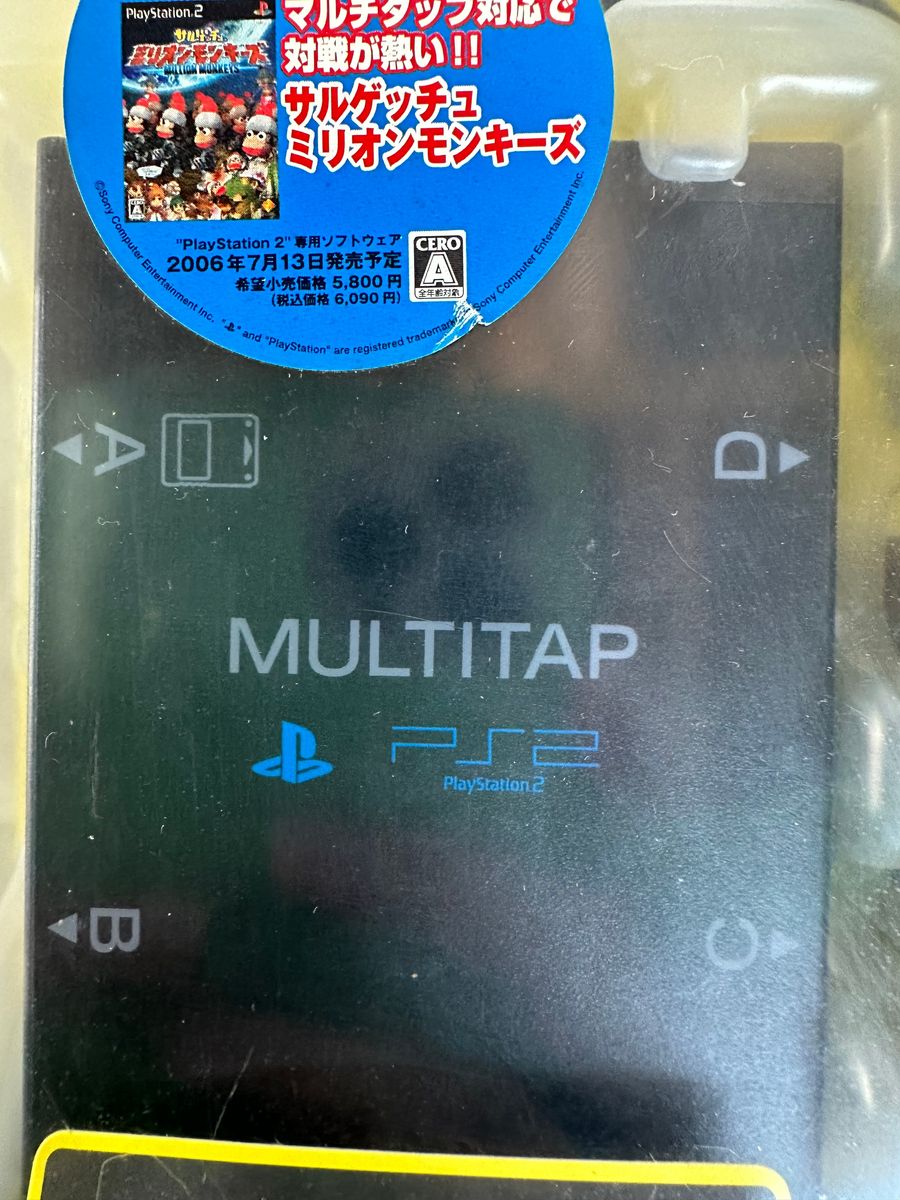 PlayStation 2
サルゲッチュ
ミリオンモンキーズ
MILLION MONKEYS
CERO
A
マルチタップ対応で
対戦が熱い!!
サルゲッチュ
ミリオンモンキーズ
"PlayStation 2" 専用ソフトウェア
2006年7月13日発売予定
希望小売価格 5,800円
(税込価格 6,090円)
CERO
A
全年齢対象
©Sony Computer Entertainment Inc. " " and "PlayStation" are registered trademark Sony Computer Entertainment Inc.
A
D
MULTITAP
PS2
PlayStation 2
B
C